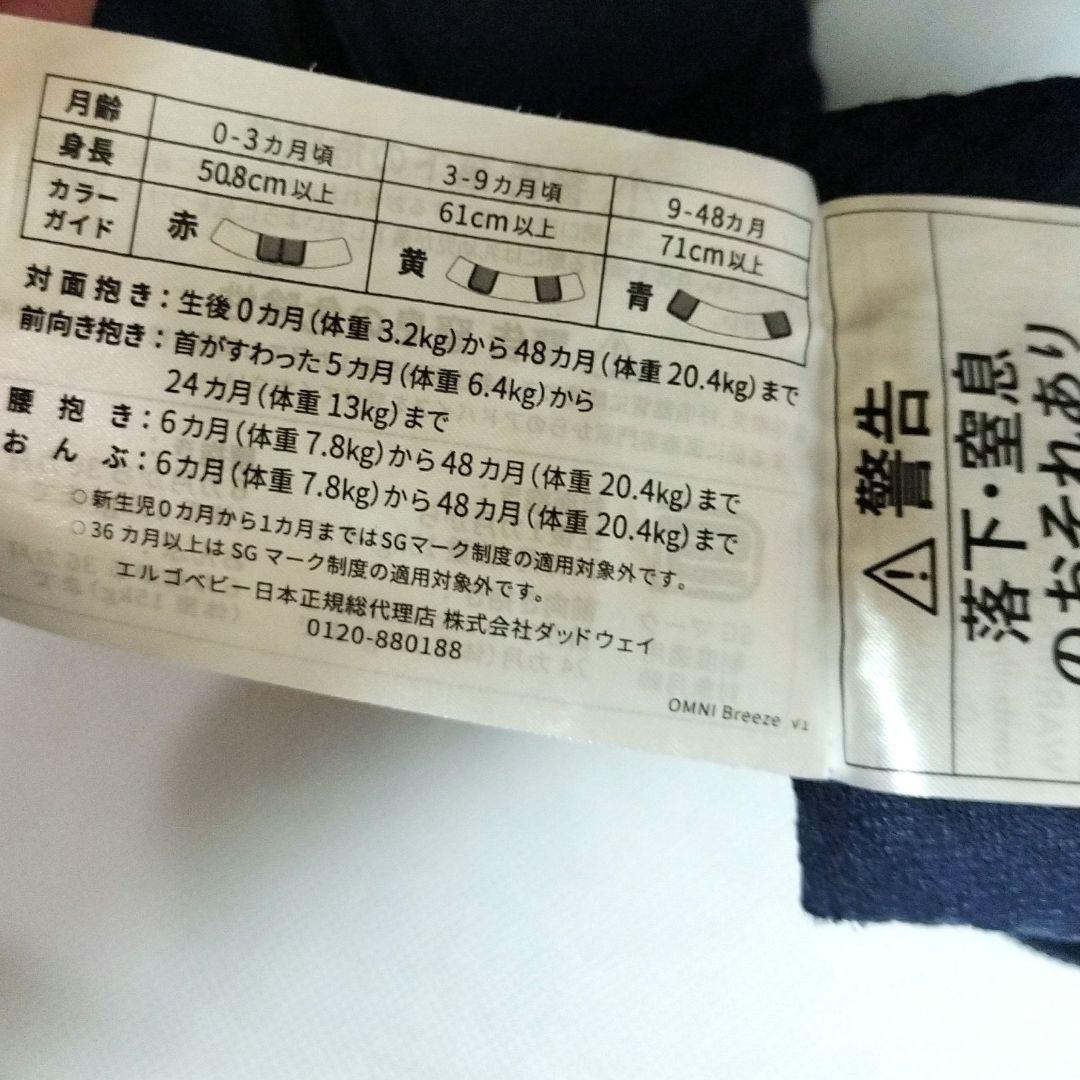 月齢 0-3カ月頃 3-9カ月頃 9-48カ月
身長 50.8cm以上 61cm以上 71cm以上
カラーガイド 赤 黄 青
対面抱き：生後0カ月(体重3.2kg)から48カ月(体重20.4kg)まで
前向き抱き：首がすわった5カ月(体重6.4kg)から
24カ月(体重13kg)まで
腰抱き：6カ月(体重7.8kg)から48カ月(体重20.4kg)まで
おんぶ：6カ月(体重7.8kg)から48カ月(体重20.4kg)まで
○新生児0カ月から1カ月まではSGマーク制度の適用対象外です。
○36カ月以上はSGマーク制度の適用対象外です。
エルゴベビー日本正規総代理店 株式会社ダッドウェイ
0120-880188
OMNI Breeze V1
警告
落下・窒息
のおそれあり